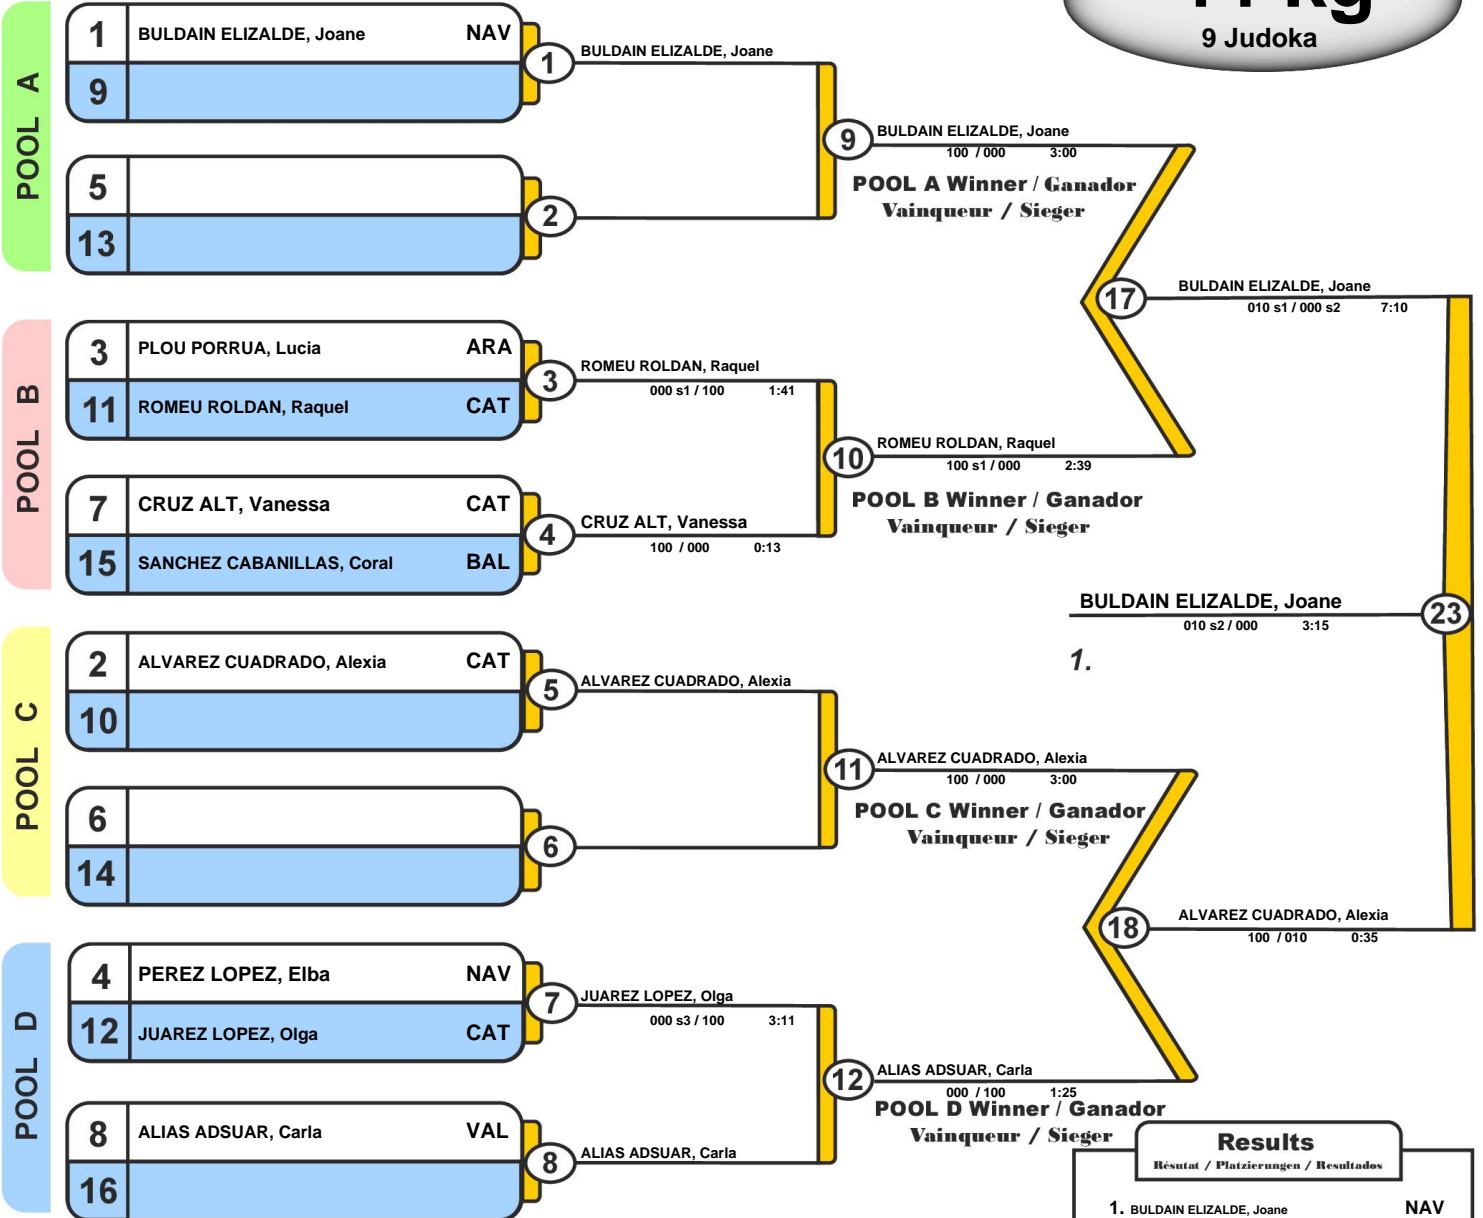 kg
9 Judoka
POOL A
1 BULDAIN ELIZALDE, Joane NAV
9
5
13
1 BULDAIN ELIZALDE, Joane
2
9 BULDAIN ELIZALDE, Joane
100 / 000 3:00
POOL A Winner / Ganador
Vainqueur / Sieger
POOL B
3 PLOU PORRUA, Lucia ARA
11 ROMEU ROLDAN, Raquel CAT
7 CRUZ ALT, Vanessa CAT
15 SANCHEZ CABANILLAS, Coral BAL
3 ROMEU ROLDAN, Raquel
000 s1 / 100 1:41
4 CRUZ ALT, Vanessa
100 / 000 0:13
10 ROMEU ROLDAN, Raquel
100 s1 / 000 2:39
POOL B Winner / Ganador
Vainqueur / Sieger
17 BULDAIN ELIZALDE, Joane
010 s1 / 000 s2 7:10
BULDAIN ELIZALDE, Joane 23
010 s2 / 000 3:15
1.
POOL C
2 ALVAREZ CUADRADO, Alexia CAT
10
6
14
5 ALVAREZ CUADRADO, Alexia
6
11 ALVAREZ CUADRADO, Alexia
100 / 000 3:00
POOL C Winner / Ganador
Vainqueur / Sieger
18 ALVAREZ CUADRADO, Alexia
100 / 010 0:35
POOL D
4 PEREZ LOPEZ, Elba NAV
12 JUAREZ LOPEZ, Olga CAT
8 ALIAS ADSUAR, Carla VAL
16
7 JUAREZ LOPEZ, Olga
000 s3 / 100 3:11
8 ALIAS ADSUAR, Carla
12 ALIAS ADSUAR, Carla
000 / 100 1:25
POOL D Winner / Ganador
Vainqueur / Sieger
Results
Résutat / Platzierungen / Resultados
1. BULDAIN ELIZALDE, Joane NAV